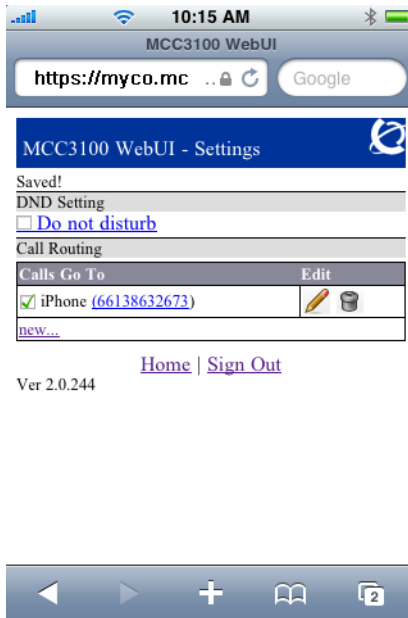 10:15 AM
MCC3100 WebUI
https://myco.mc ..
Google
MCC3100 WebUI - Settings
Saved!
DND Setting
Do not disturb
Call Routing
Calls Go To Edit
iPhone (66138632673)
new...
Home | Sign Out
Ver 2.0.244
2